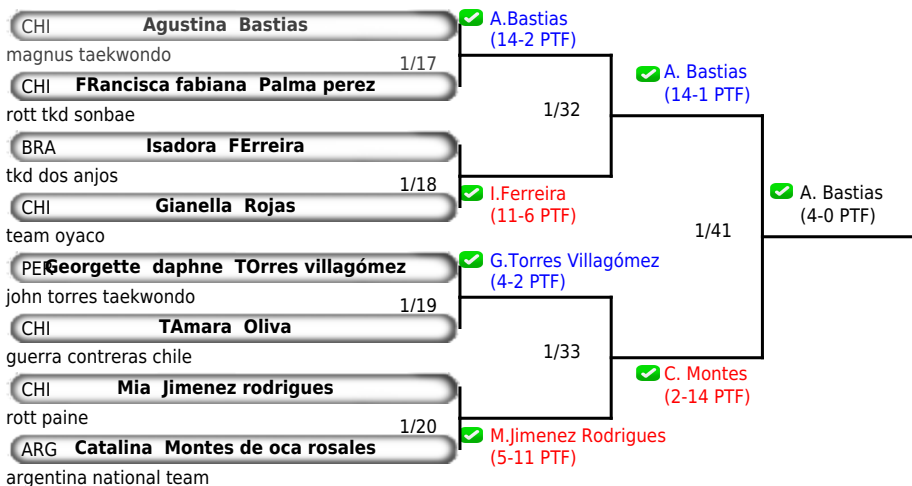 CHI Agustina Bastias
magnus taekwondo
1/17
CHI FRancisca fabiana Palma perez
rott tkd sonbae
BRA Isadora FErreira
tkd dos anjos
1/18
CHI Gianella Rojas
team oyaco
PER Georgette daphne TOrres villagómez
john torres taekwondo
1/19
CHI TAmara Oliva
guerra contreras chile
CHI Mia Jimenez rodrigues
rott paine
1/20
ARG Catalina Montes de oca rosales
argentina national team
A.Bastias
(14-2 PTF)
1/32
I.Ferreira
(11-6 PTF)
G.Torres Villagómez
(4-2 PTF)
1/33
M.Jimenez Rodrigues
(5-11 PTF)
A. Bastias
(14-1 PTF)
1/41
C. Montes
(2-14 PTF)
A. Bastias
(4-0 PTF)